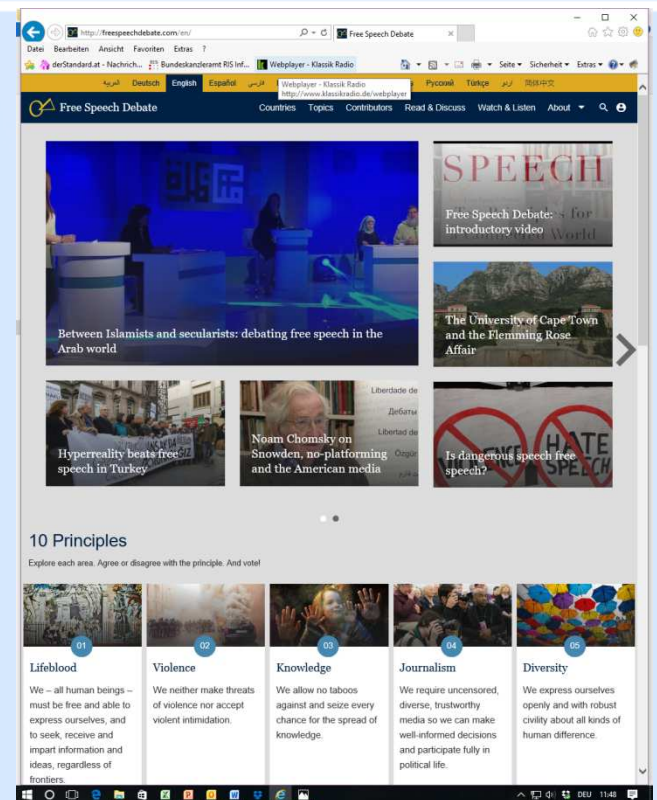 http://freespeechdebate.com/en/
Free Speech Debate
Datei Bearbeiten Ansicht Favoriten Extras ?
derStandard.at - Nachrich... Bundeskanzleramt RIS Inf... Webplayer - Klassik Radio Seite Sicherheit Extras
العربية Deutsch English Español فارسی Русский Türkçe اردو 简体中文
Webplayer - Klassik Radio
http://www.klassikradio.de/webplayer
Free Speech Debate Countries Topics Contributors Read & Discuss Watch & Listen About
SPEECH
Free Speech Debate:
introductory video
for
World
The University of Cape Town
and the Flemming Rose
Affair
Between Islamists and secularists: debating free speech in the
Arab world
Hyperreality beats free
speech in Turkey
Liberdade de
Дебаты
Libertad de
Özgür
Noam Chomsky on
Snowden, no-platforming
and the American media
VIOLENCE
HATE
SPEECH
Is dangerous speech free
speech?
10 Principles
Explore each area. Agree or disagree with the principle. And vote!
01
Lifeblood
We – all human beings –
must be free and able to
express ourselves, and
to seek, receive and
impart information and
ideas, regardless of
frontiers.
02
Violence
We neither make threats
of violence nor accept
violent intimidation.
03
Knowledge
We allow no taboos
against and seize every
chance for the spread of
knowledge.
04
Journalism
We require uncensored,
diverse, trustworthy
media so we can make
well-informed decisions
and participate fully in
political life.
05
Diversity
We express ourselves
openly and with robust
civility about all kinds of
human difference.
DEU 11:48